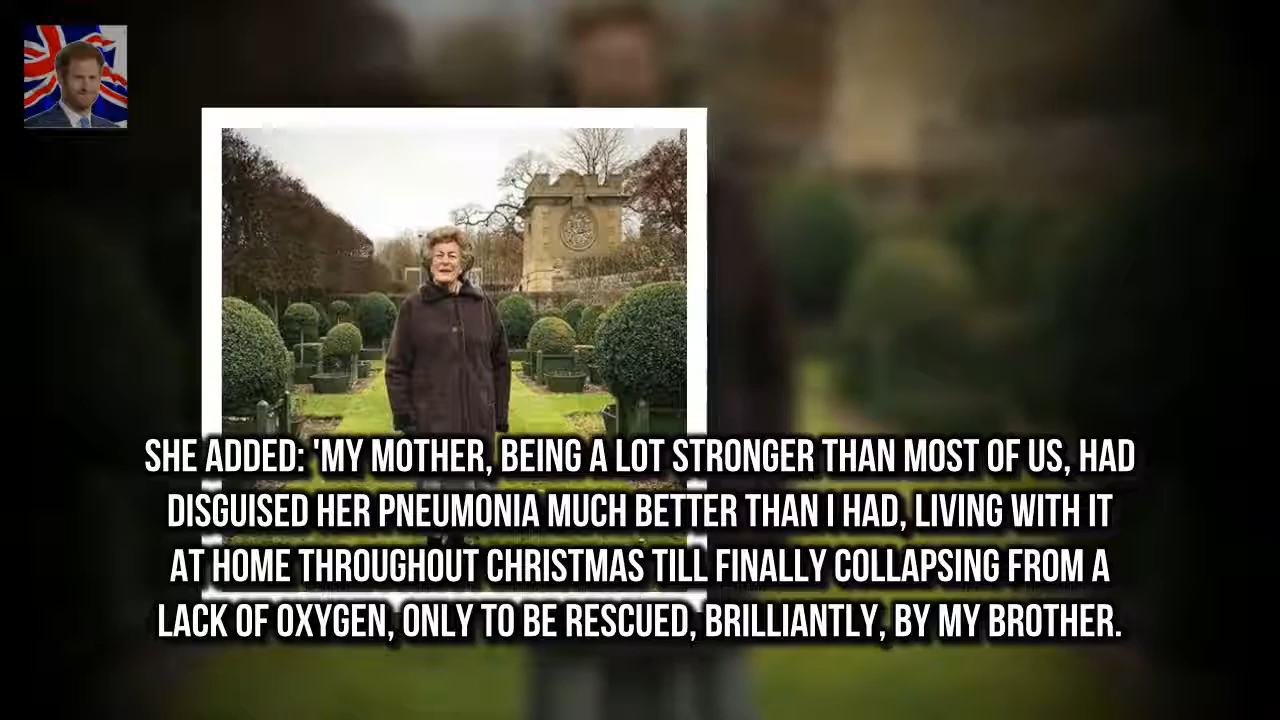 SHE ADDED: 'MY MOTHER, BEING A LOT STRONGER THAN MOST OF US, HAD
DISGUISED HER PNEUMONIA MUCH BETTER THAN I HAD, LIVING WITH IT
AT HOME THROUGHOUT CHRISTMAS TILL FINALLY COLLAPSING FROM A
LACK OF OXYGEN, ONLY TO BE RESCUED, BRILLIANTLY, BY MY BROTHER.